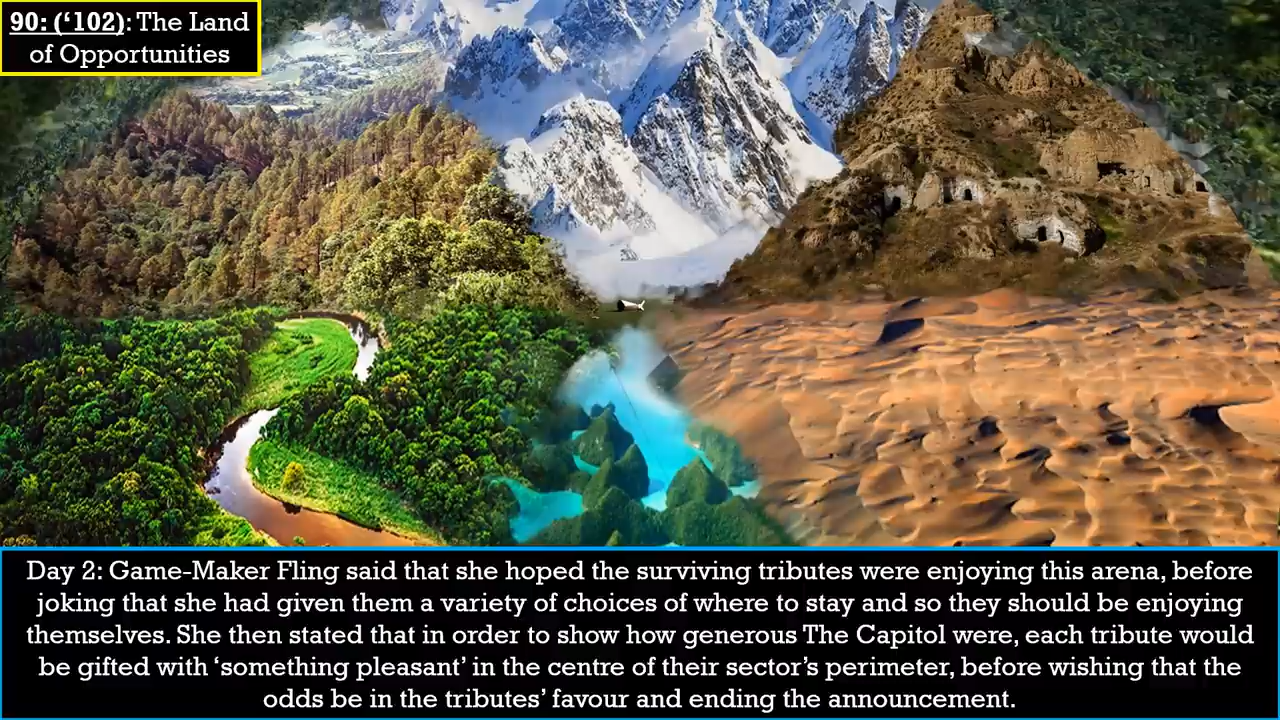 90: (‘102): The Land
of Opportunities
Day 2: Game-Maker Fling said that she hoped the surviving tributes were enjoying this arena, before
joking that she had given them a variety of choices of where to stay and so they should be enjoying
themselves. She then stated that in order to show how generous The Capitol were, each tribute would
be gifted with ‘something pleasant’ in the centre of their sector’s perimeter, before wishing that the
odds be in the tributes’ favour and ending the announcement.